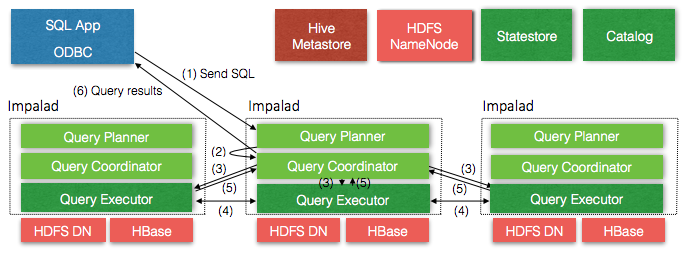 SQL App
ODBC
Hive
Metastore
HDFS
NameNode
Statestore
Catalog
(1) Send SQL
(6) Query results
Impalad
Impalad
Impalad
Query Planner
Query Planner
Query Planner
(2)
Query Coordinator
Query Coordinator
Query Coordinator
(3)
(3)
(5)
(3)
(5)
(5)
Query Executor
Query Executor
Query Executor
(4)
(4)
HDFS DN
HBase
HDFS DN
HBase
HDFS DN
HBase